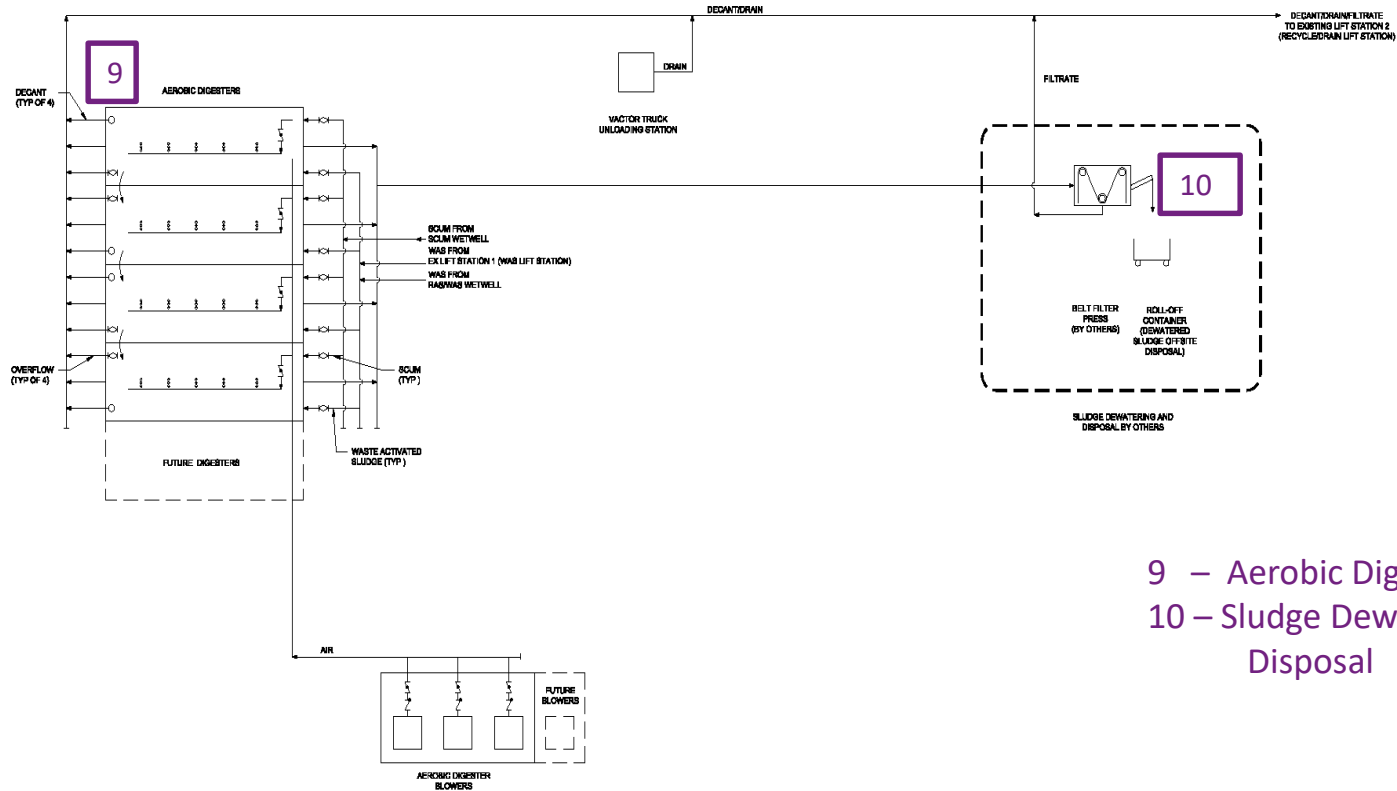 DECANT/DRAIN
DECANT/DRAIN/FILTRATE
TO EXISTING LIFT STATION 2
(RECYCLE/DRAIN LIFT STATION)
9
DECANT
(TYP OF 4)
AEROBIC DIGESTERS
DRAIN
VACTOR TRUCK
UNLOADING STATION
FILTRATE
10
SCUM FROM
SCUM WETWELL
WAS FROM
EX LIFT STATION 1 (WAS LIFT STATION)
WAS FROM
RAS/WAS WETWELL
BELT FILTER
PRESS
(BY OTHERS)
ROLL-OFF
CONTAINER
(DEWATERED
SLUDGE OFFSITE
DISPOSAL)
OVERFLOW
(TYP OF 4)
SCUM
(TYP )
SLUDGE DEWATERING AND
DISPOSAL BY OTHERS
WASTE ACTIVATED
SLUDGE (TYP )
FUTURE DIGESTERS
9 – Aerobic Dig
10 – Sludge Dew
Disposal
AIR
FUTURE
BLOWERS
AEROBIC DIGESTER
BLOWERS